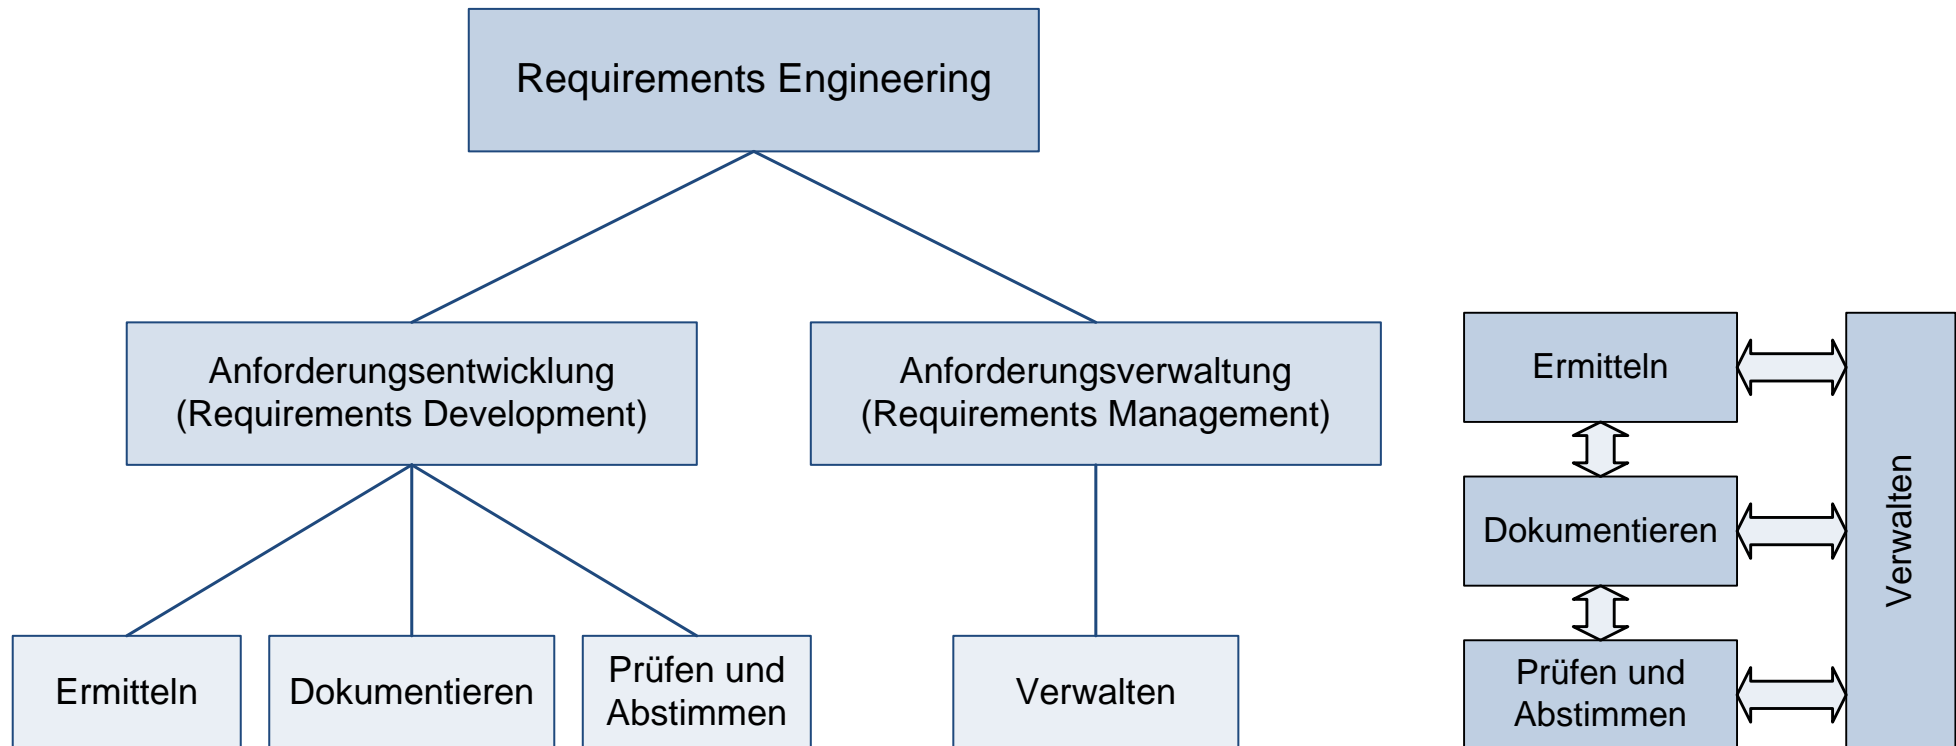 Requirements Engineering
Anforderungsentwicklung
(Requirements Development)
Anforderungsverwaltung
(Requirements Management)
Ermitteln
Dokumentieren
Prüfen und
Abstimmen
Verwalten
Ermitteln
Dokumentieren
Prüfen und
Abstimmen
Verwalten